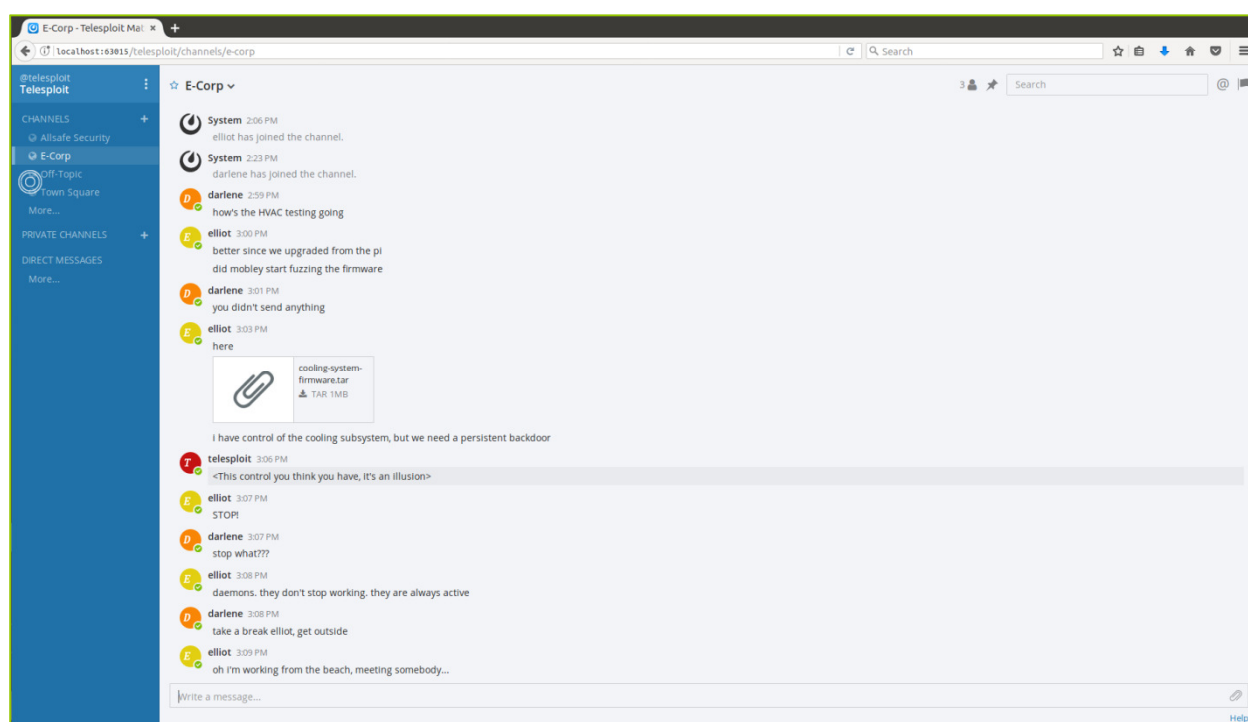 E-Corp - Telesploit Mat
localhost:63015/telesploit/channels/e-corp
Search
@telesploit
Telesploit
E-Corp
3
Search
CHANNELS
Allsafe Security
E-Corp
Off-Topic
Town Square
More...
PRIVATE CHANNELS
DIRECT MESSAGES
More...
System 2:06 PM
elliot has joined the channel.
System 2:23 PM
darlene has joined the channel.
D
darlene 2:59 PM
how's the HVAC testing going
E
elliot 3:00 PM
better since we upgraded from the pi
did mobley start fuzzing the firmware
D
darlene 3:01 PM
you didn't send anything
E
elliot 3:03 PM
here
cooling-system-
firmware.tar
TAR 1MB
i have control of the cooling subsystem, but we need a persistent backdoor
T
telesploit 3:06 PM
<This control you think you have, it's an illusion>
E
elliot 3:07 PM
STOP!
D
darlene 3:07 PM
stop what???
E
elliot 3:08 PM
daemons. they don't stop working. they are always active
D
darlene 3:08 PM
take a break elliot, get outside
E
elliot 3:09 PM
oh i'm working from the beach, meeting somebody...
Write a message...
Help